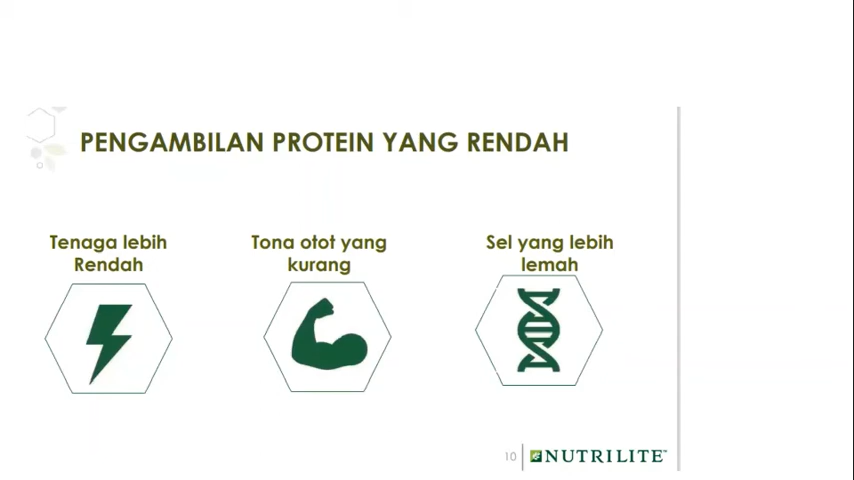 PENGAMBILAN PROTEIN YANG RENDAH
Tenaga lebih
Rendah
Tona otot yang
kurang
Sel yang lebih
lemah
10
NUTRILITE™